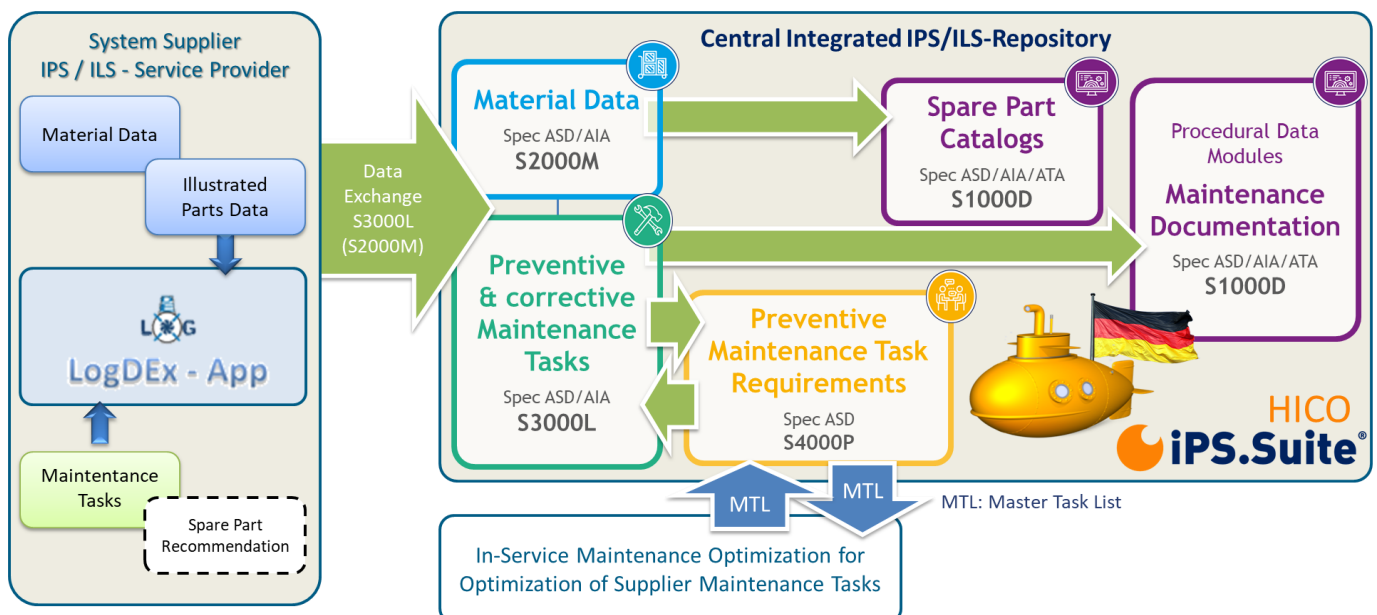 System Supplier
IPS / ILS - Service Provider
Material Data
Illustrated
Parts Data
LOG
LogDEx - App
Maintentance
Tasks
Spare Part
Recommendation
Data
Exchange
S3000L
(S2000M)
Central Integrated IPS/ILS-Repository
Material Data
Spec ASD/AIA
S2000M
Spare Part
Catalogs
Spec ASD/AIA/ATA
S1000D
Procedural Data
Modules
Maintenance
Documentation
Spec ASD/AIA/ATA
S1000D
Preventive
& corrective
Maintenance
Tasks
Spec ASD/AIA
S3000L
Preventive
Maintenance Task
Requirements
Spec ASD
S4000P
HICO
iPS.Suite®
MTL
MTL
MTL: Master Task List
In-Service Maintenance Optimization for
Optimization of Supplier Maintenance Tasks